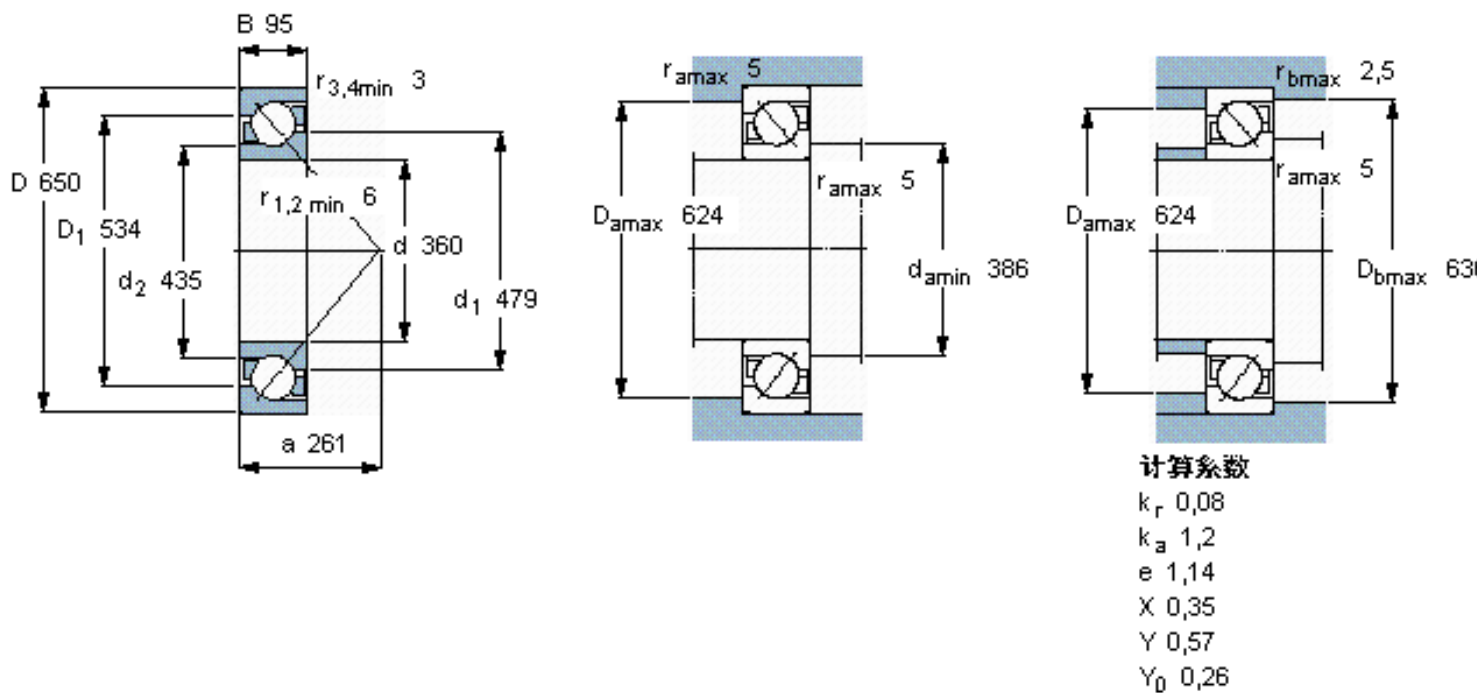 B 95
r3,4min 3
D 650
D1 534
d2 435
r1,2 min 6
d 360
d1 479
a 261
ramax 5
ramax 5
Damax 624
damin 386
rbmax 2,5
ramax 5
Damax 624
Dbmax
计算系数
kr 0,08
ka 1,2
e 1,14
X 0,35
Y 0,57
Y0 0,26